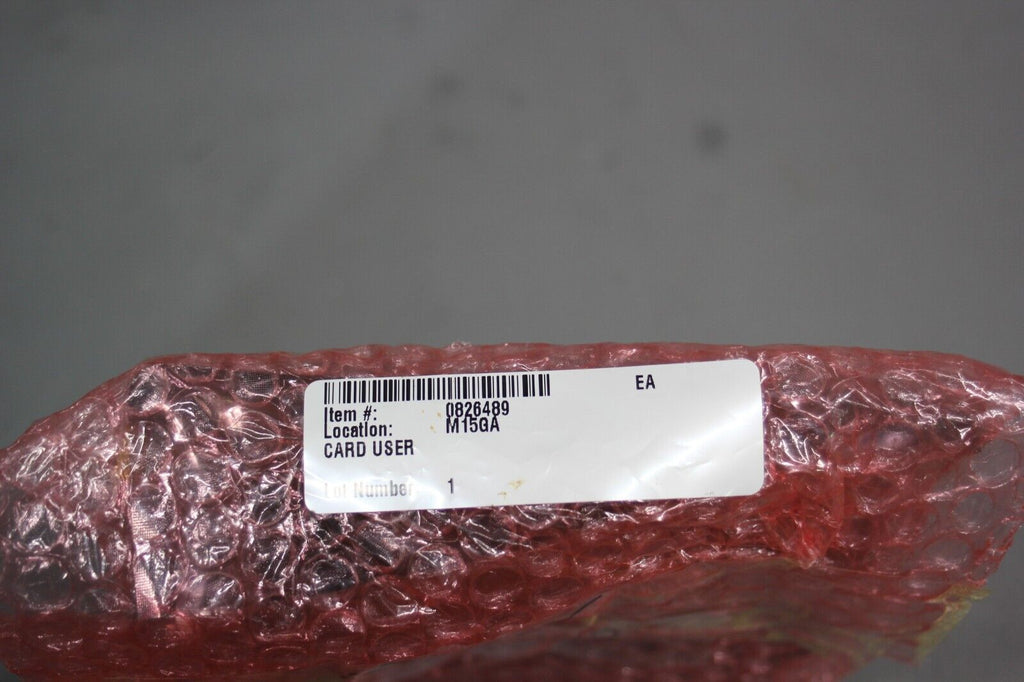 EA
Item #: 0826489
Location: M15GA
CARD USER
Lot Number 1